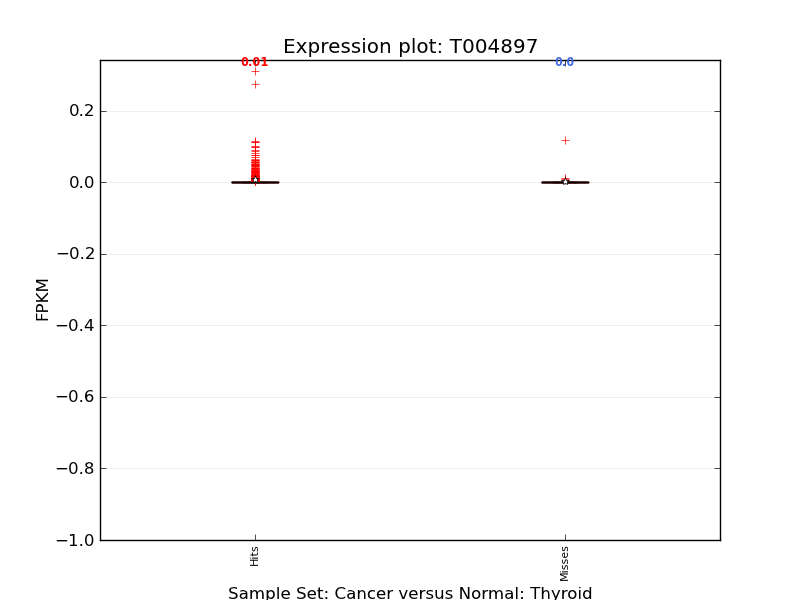 Expression plot: T004897
0.01
0.0
0.2
0.0
−0.2
−0.4
−0.6
−0.8
−1.0
FPKM
Hits
Misses
Sample Set: Cancer versus Normal: Thyroid